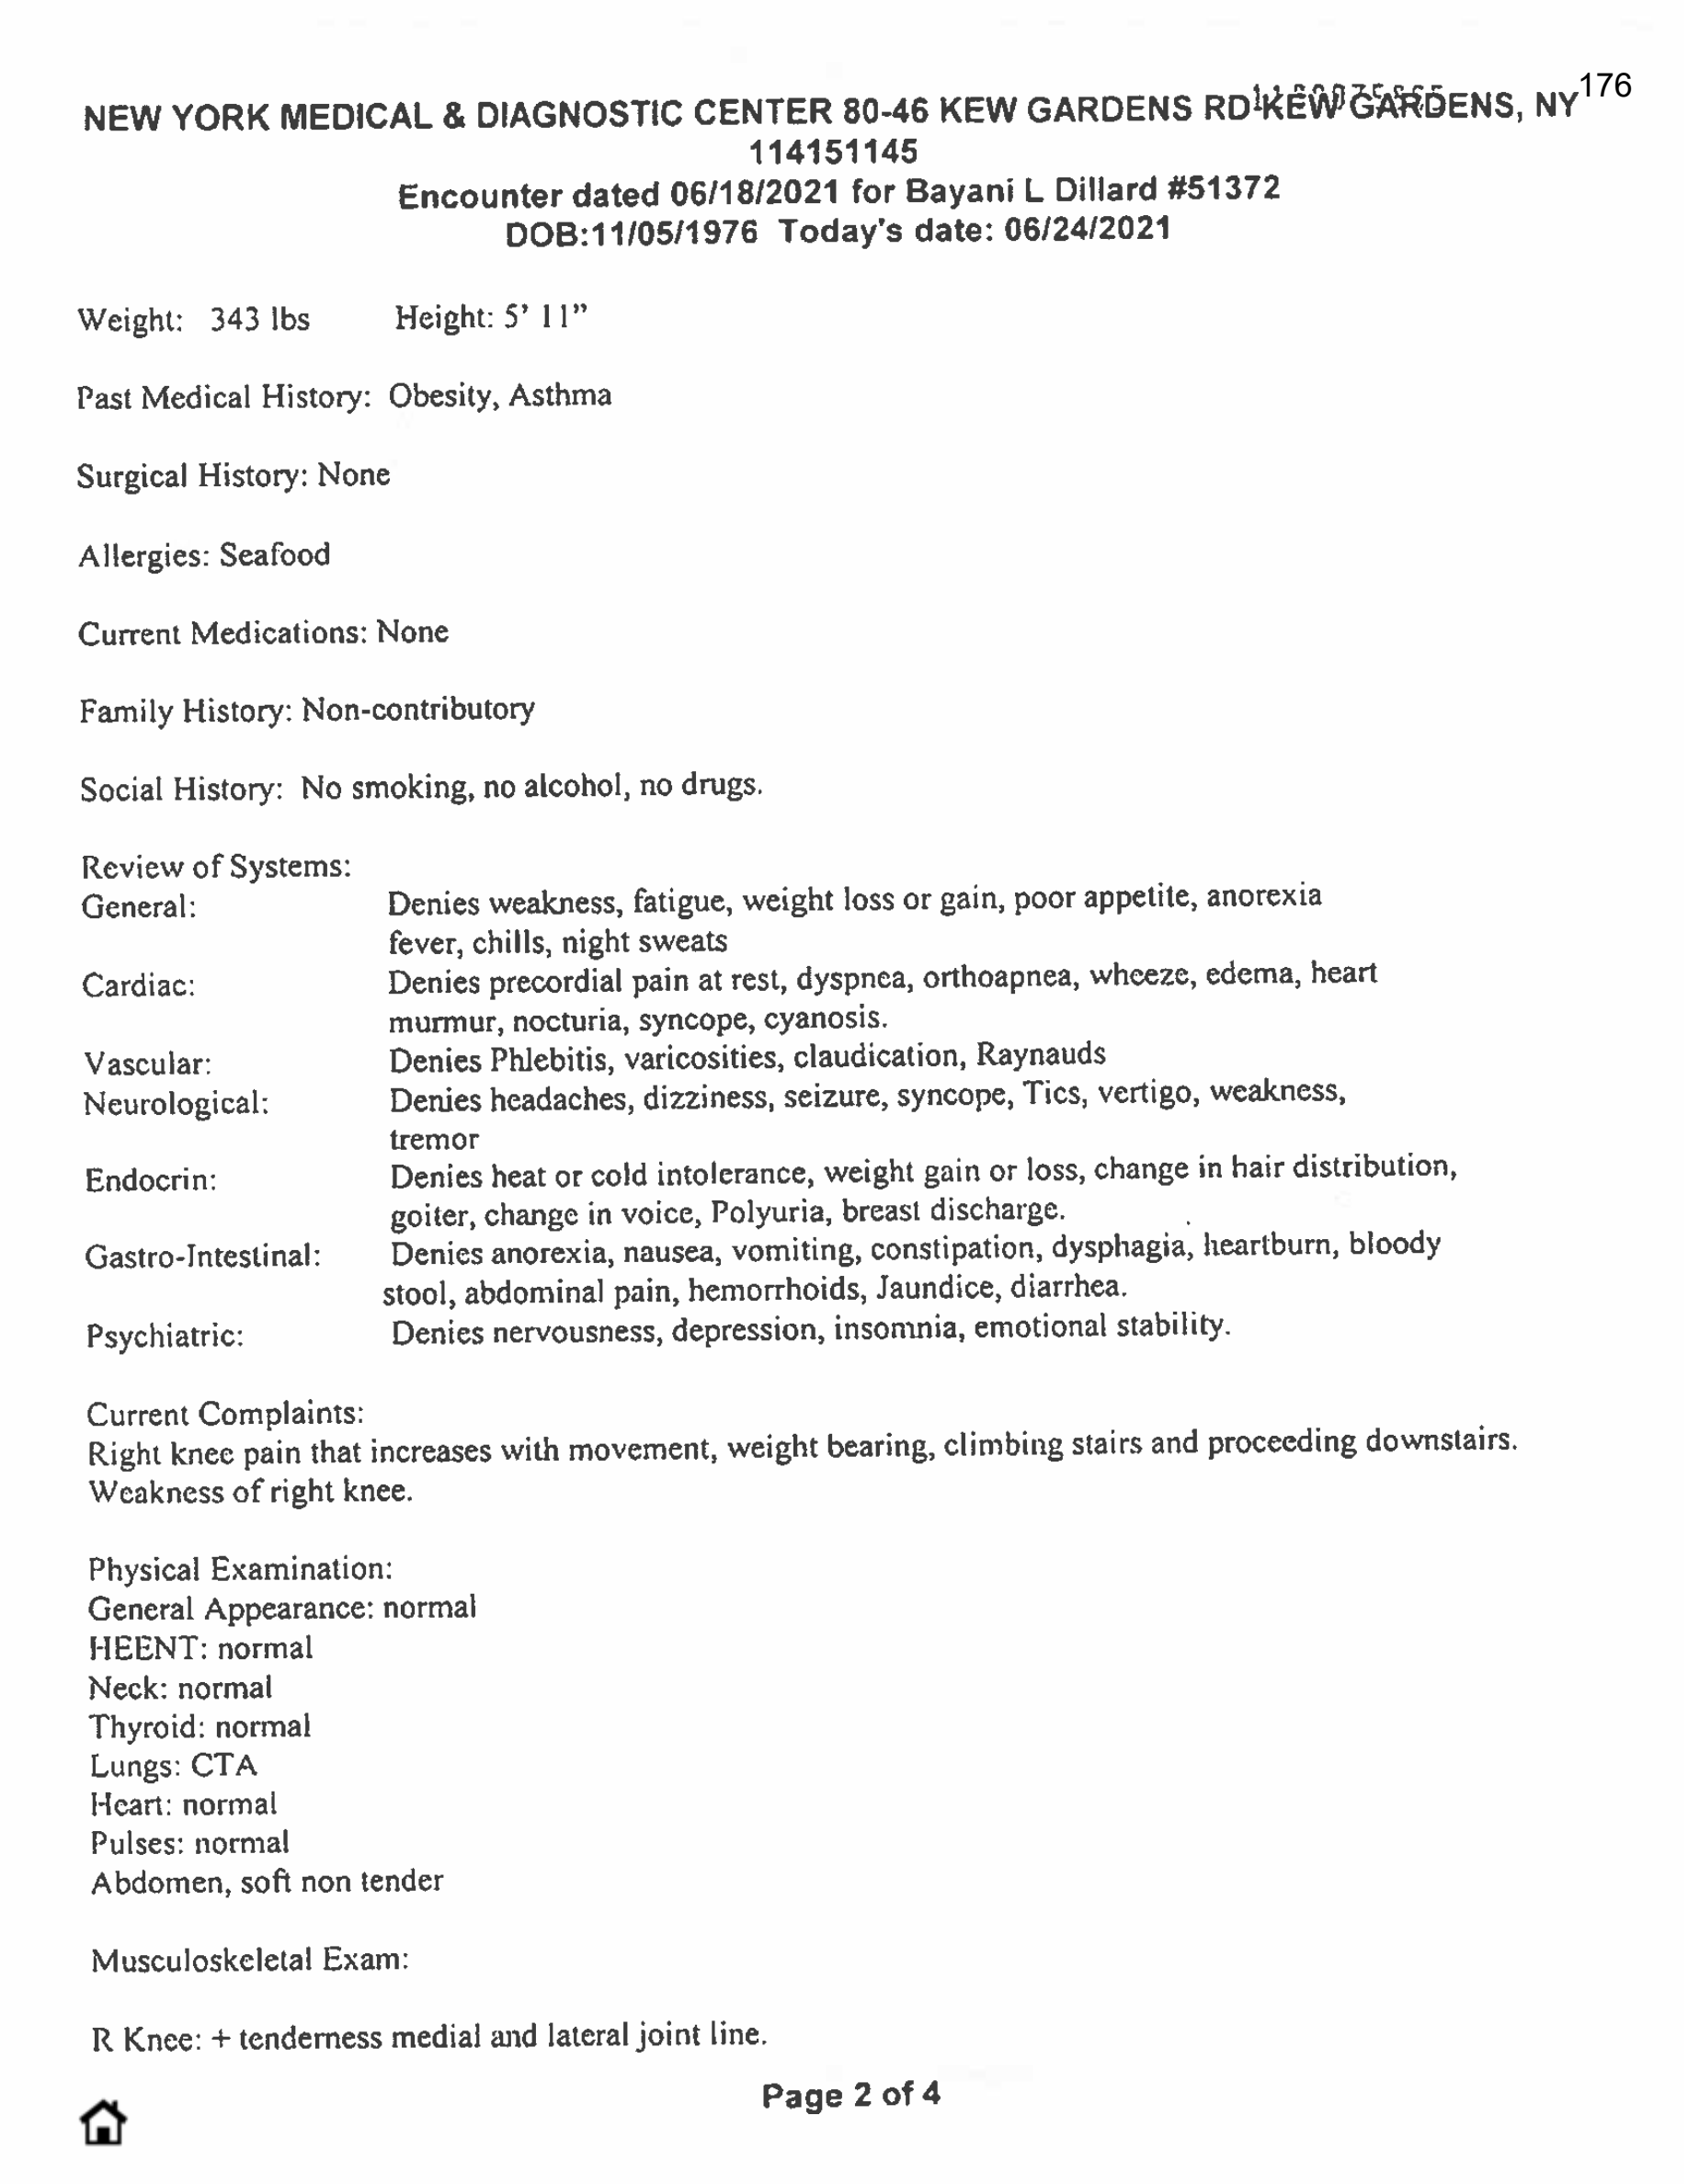 176
NEW YORK MEDICAL & DIAGNOSTIC CENTER 80-46 KEW GARDENS RD KEW GARDENS, NY
114151145
Encounter dated 06/18/2021 for Bayani L Dillard #51372
DOB:11/05/1976 Today's date: 06/24/2021
Weight: 343 lbs Height: 5' 11"
Past Medical History: Obesity, Asthma
Surgical History: None
Allergies: Seafood
Current Medications: None
Family History: Non-contributory
Social History: No smoking, no alcohol, no drugs.
Review of Systems:
General: Denies weakness, fatigue, weight loss or gain, poor appetite, anorexia
fever, chills, night sweats
Cardiac: Denies precordial pain at rest, dyspnea, orthoapnea, wheeze, edema, heart
murmur, nocturia, syncope, cyanosis.
Vascular: Denies Phlebitis, varicosities, claudication, Raynauds
Neurological: Denies headaches, dizziness, seizure, syncope, Tics, vertigo, weakness,
tremor
Endocrin: Denies heat or cold intolerance, weight gain or loss, change in hair distribution,
goiter, change in voice, Polyuria, breast discharge.
Gastro-Intestinal: Denies anorexia, nausea, vomiting, constipation, dysphagia, heartburn, bloody
stool, abdominal pain, hemorrhoids, Jaundice, diarrhea.
Psychiatric: Denies nervousness, depression, insomnia, emotional stability.
Current Complaints:
Right knee pain that increases with movement, weight bearing, climbing stairs and proceeding downstairs.
Weakness of right knee.
Physical Examination:
General Appearance: normal
HEENT: normal
Neck: normal
Thyroid: normal
Lungs: CTA
Heart: normal
Pulses: normal
Abdomen, soft non tender
Musculoskeletal Exam:
R Knee: + tenderness medial and lateral joint line.
Page 2 of 4